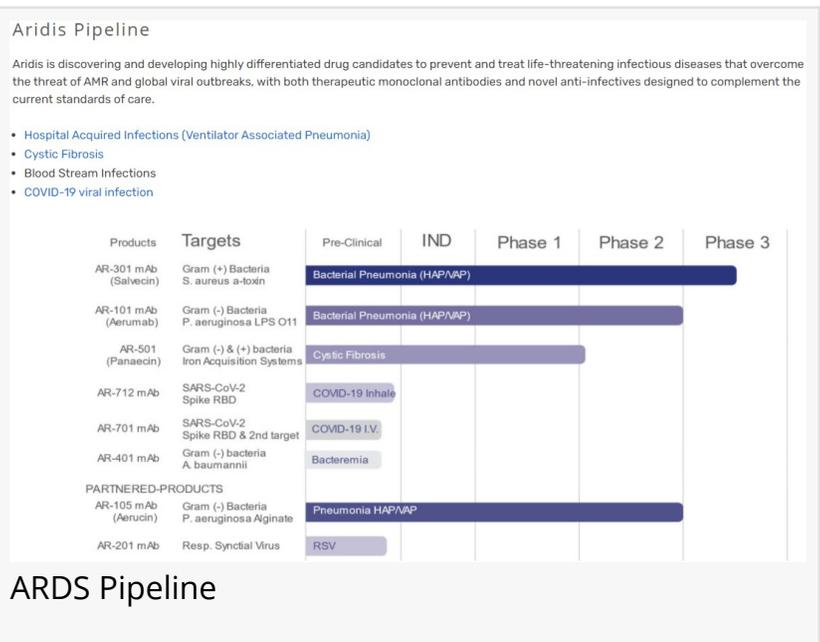 Aridis Pipeline
Aridis is discovering and developing highly differentiated drug candidates to prevent and treat life-threatening infectious diseases that overcome
the threat of AMR and global viral outbreaks, with both therapeutic monoclonal antibodies and novel anti-infectives designed to complement the
current standards of care.
• Hospital Acquired Infections (Ventilator Associated Pneumonia)
• Cystic Fibrosis
• Blood Stream Infections
• COVID-19 viral infection
Products Targets Pre-Clinical IND Phase 1 Phase 2 Phase 3
AR-301 mAb Gram (+) Bacteria
(Salvecin) S. aureus a-toxin
Bacterial Pneumonia (HAP/VAP)
AR-101 mAb Gram (-) Bacteria
(Aerumab) P. aeruginosa LPS O11
Bacterial Pneumonia (HAP/VAP)
AR-501 Gram (-) & (+) bacteria
(Panaecin) Iron Acquisition Systems
Cystic Fibrosis
AR-712 mAb SARS-CoV-2
Spike RBD
COVID-19 Inhale
AR-701 mAb SARS-CoV-2
Spike RBD & 2nd target
COVID-19 I.V.
AR-401 mAb Gram (-) bacteria
A. baumannii
Bacteremia
PARTNERED-PRODUCTS
AR-105 mAb Gram (-) Bacteria
(Aerucin) P. aeruginosa Alginate
Pneumonia HAP/VAP
AR-201 mAb Resp. Synctial Virus RSV
ARDS Pipeline